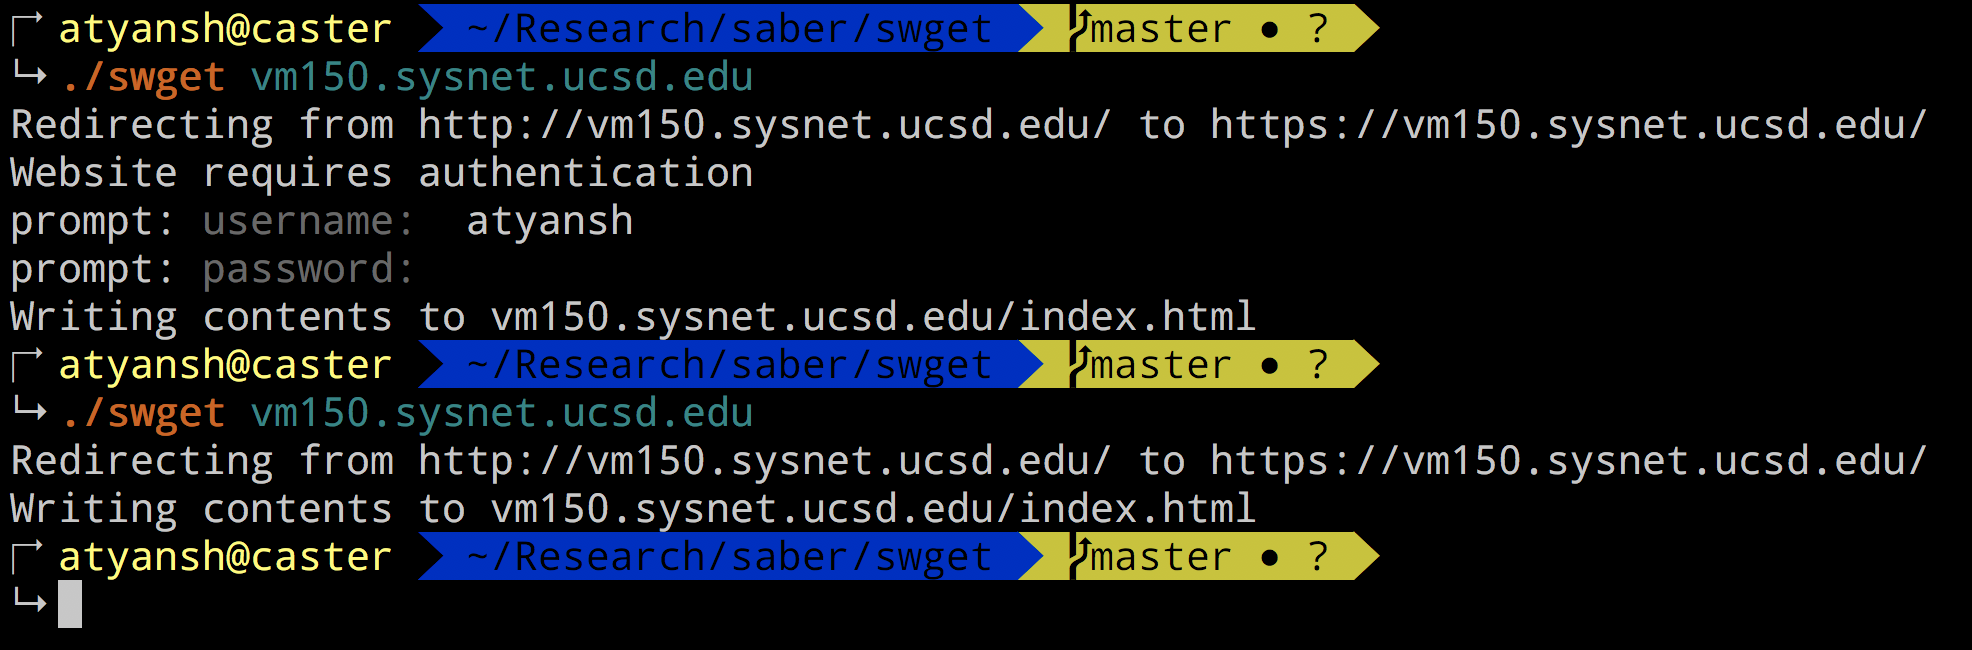 atyansh@caster ~/Research/saber/swget master ● ?
./swget vm150.sysnet.ucsd.edu
Redirecting from http://vm150.sysnet.ucsd.edu/ to https://vm150.sysnet.ucsd.edu/
Website requires authentication
prompt: username:  atyansh
prompt: password:
Writing contents to vm150.sysnet.ucsd.edu/index.html
atyansh@caster ~/Research/saber/swget master ● ?
./swget vm150.sysnet.ucsd.edu
Redirecting from http://vm150.sysnet.ucsd.edu/ to https://vm150.sysnet.ucsd.edu/
Writing contents to vm150.sysnet.ucsd.edu/index.html
atyansh@caster ~/Research/saber/swget master ● ?